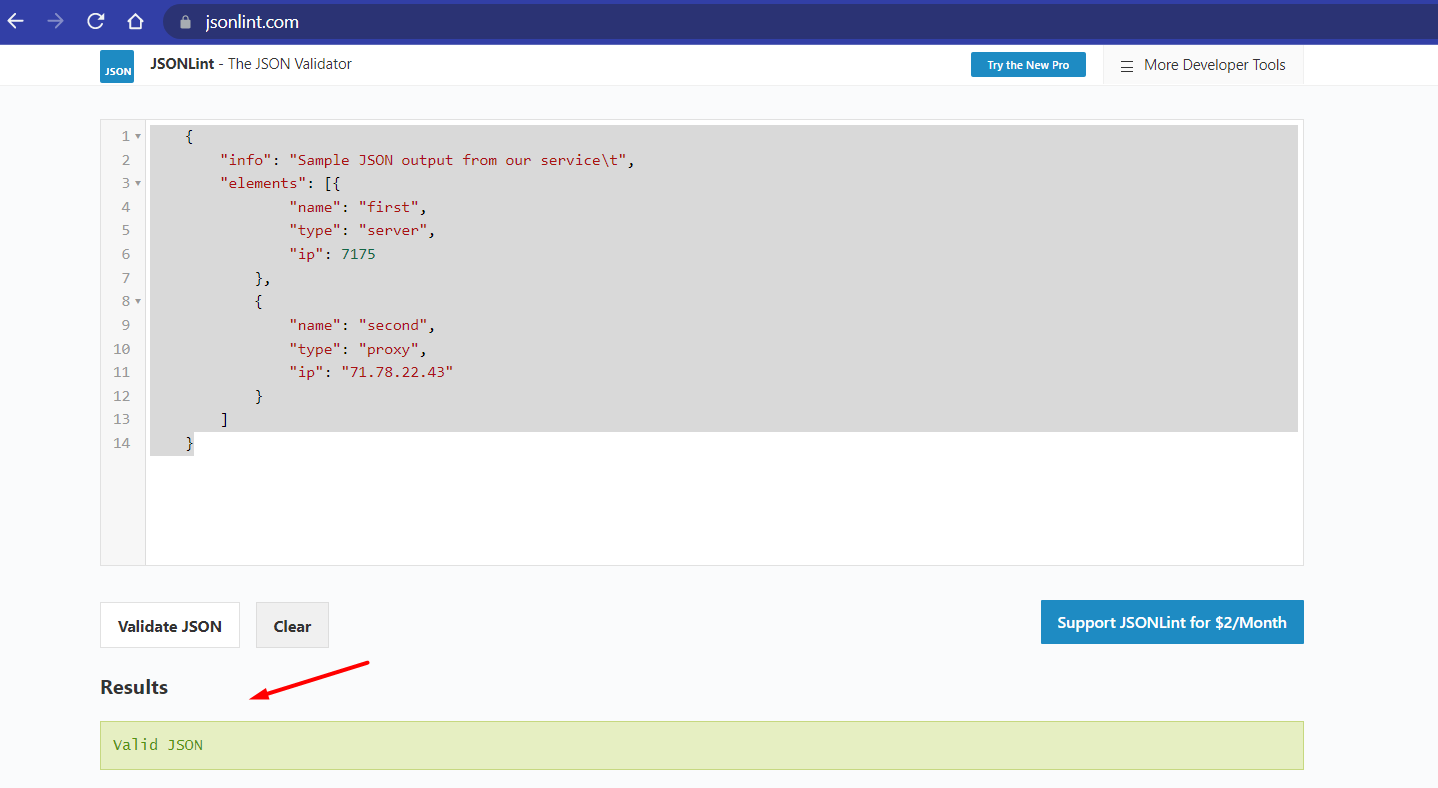 jsonlint.com
JSON
JSONLint - The JSON Validator
Try the New Pro
More Developer Tools
1 {
2 "info": "Sample JSON output from our service\t",
3 "elements": [{
4 "name": "first",
5 "type": "server",
6 "ip": 7175
7 },
8 {
9 "name": "second",
10 "type": "proxy",
11 "ip": "71.78.22.43"
12 }
13 ]
14 }
Validate JSON
Clear
Support JSONLint for $2/Month
Results
Valid JSON